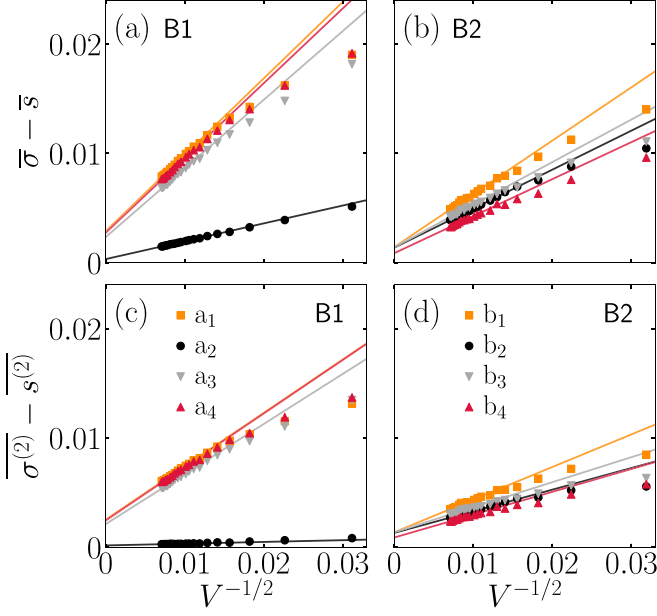 (a) B1
(b) B2
0.02
0.01
0
σ̅ − s̅
(c) B1
(d) B2
a₁
a₂
a₃
a₄
b₁
b₂
b₃
b₄
0.02
0.01
0
\overline{σ^{(2)}} − \overline{s^{(2)}}
0 0.01 0.02 0.03
0 0.01 0.02 0.03
V^{−1/2}
V^{−1/2}